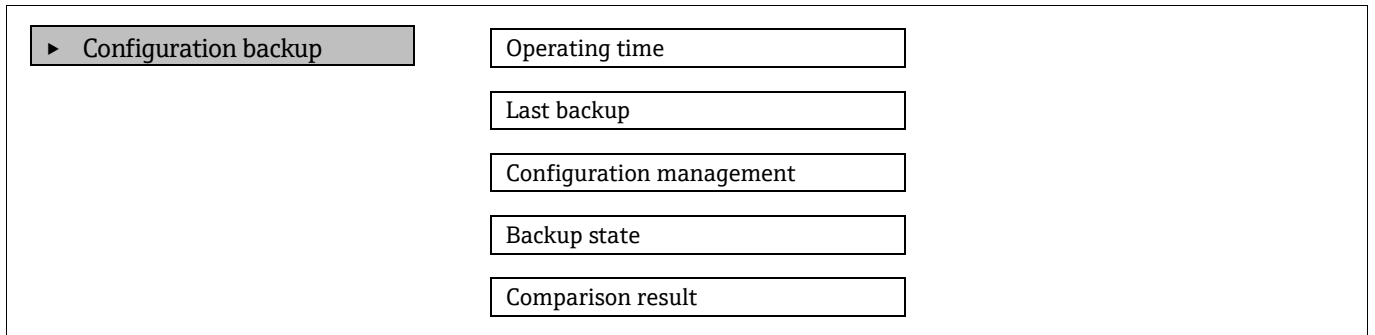 ▶ Configuration backup
Operating time
Last backup
Configuration management
Backup state
Comparison result